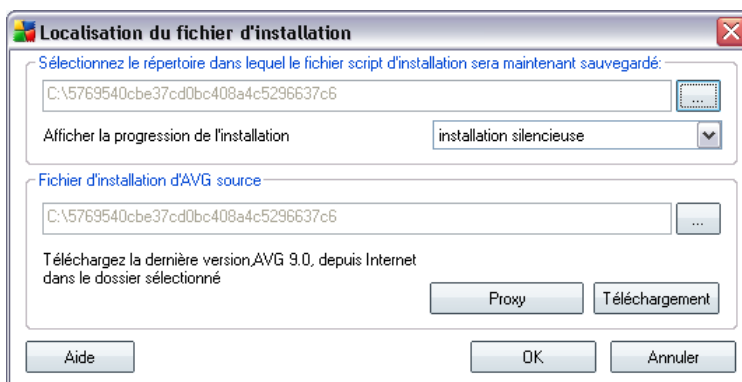 Localisation du fichier d'installation
Sélectionnez le répertoire dans lequel le fichier script d'installation sera maintenant sauvegardé:
C:\5769540cbe37cd0bc408a4c5296637c6
...
Afficher la progression de l'installation
installation silencieuse
Fichier d'installation d'AVG source
C:\5769540cbe37cd0bc408a4c5296637c6
...
Téléchargez la dernière version,AVG 9.0, depuis Internet
dans le dossier sélectionné
Proxy
Téléchargement
Aide
OK
Annuler